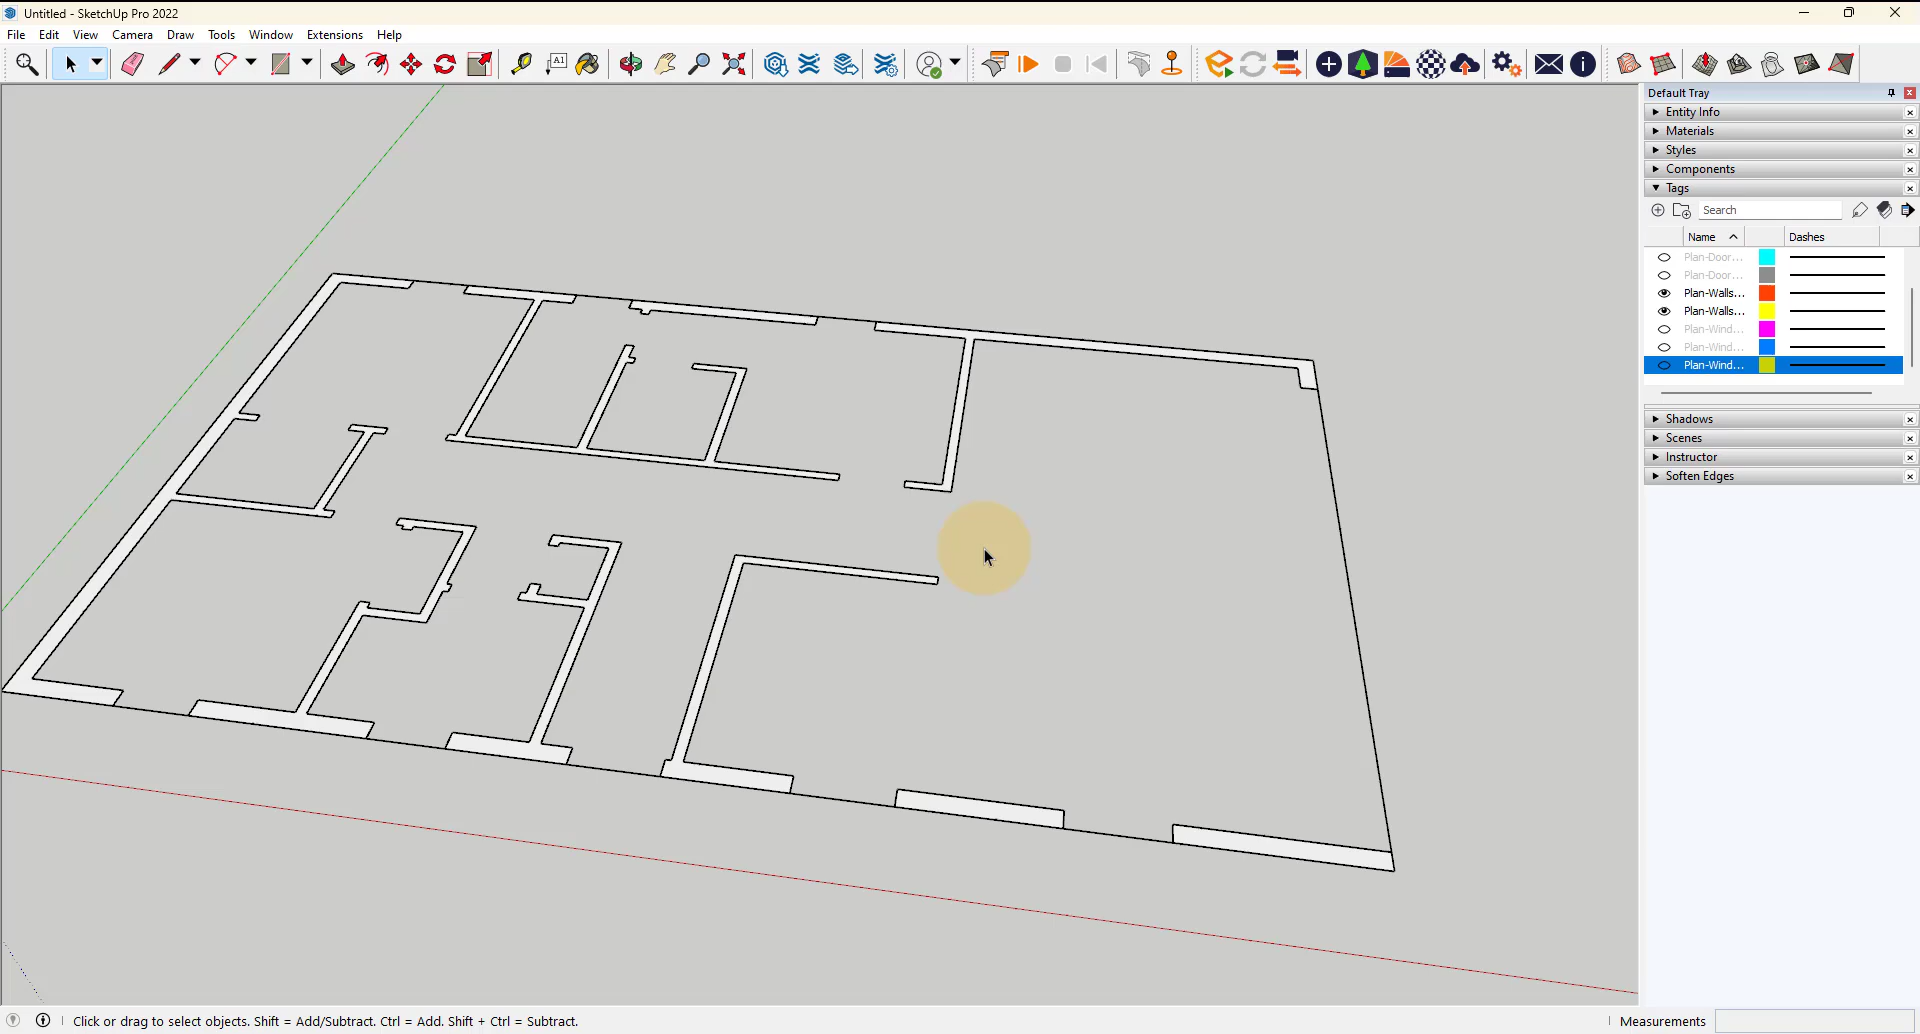 Untitled - SketchUp Pro 2022
File Edit View Camera Draw Tools Window Extensions Help
A1
Default Tray
Entity Info
Materials
Styles
Components
Tags
Search
Name Dashes
Plan-Door...
Plan-Door...
Plan-Walls...
Plan-Walls...
Plan-Wind...
Plan-Wind...
Plan-Wind...
Shadows
Scenes
Instructor
Soften Edges
Click or drag to select objects. Shift = Add/Subtract. Ctrl = Add. Shift + Ctrl = Subtract.
Measurements